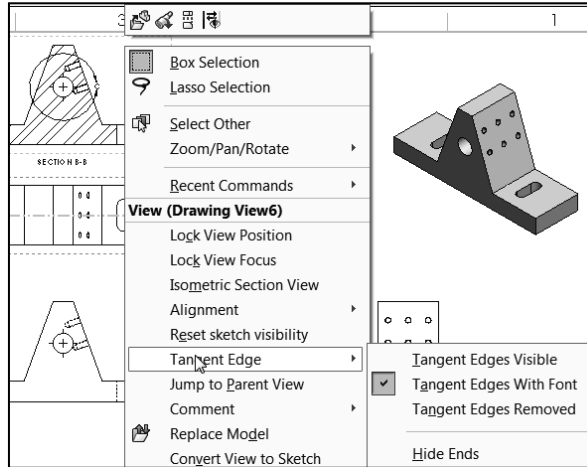 3
1
Box Selection
Lasso Selection
Select Other
Zoom/Pan/Rotate
Recent Commands
View (Drawing View6)
Lock View Position
Lock View Focus
Isometric Section View
Alignment
Reset sketch visibility
Tangent Edge
Jump to Parent View
Comment
Replace Model
Convert View to Sketch
SECTION B-B
Tangent Edges Visible
Tangent Edges With Font
Tangent Edges Removed
Hide Ends